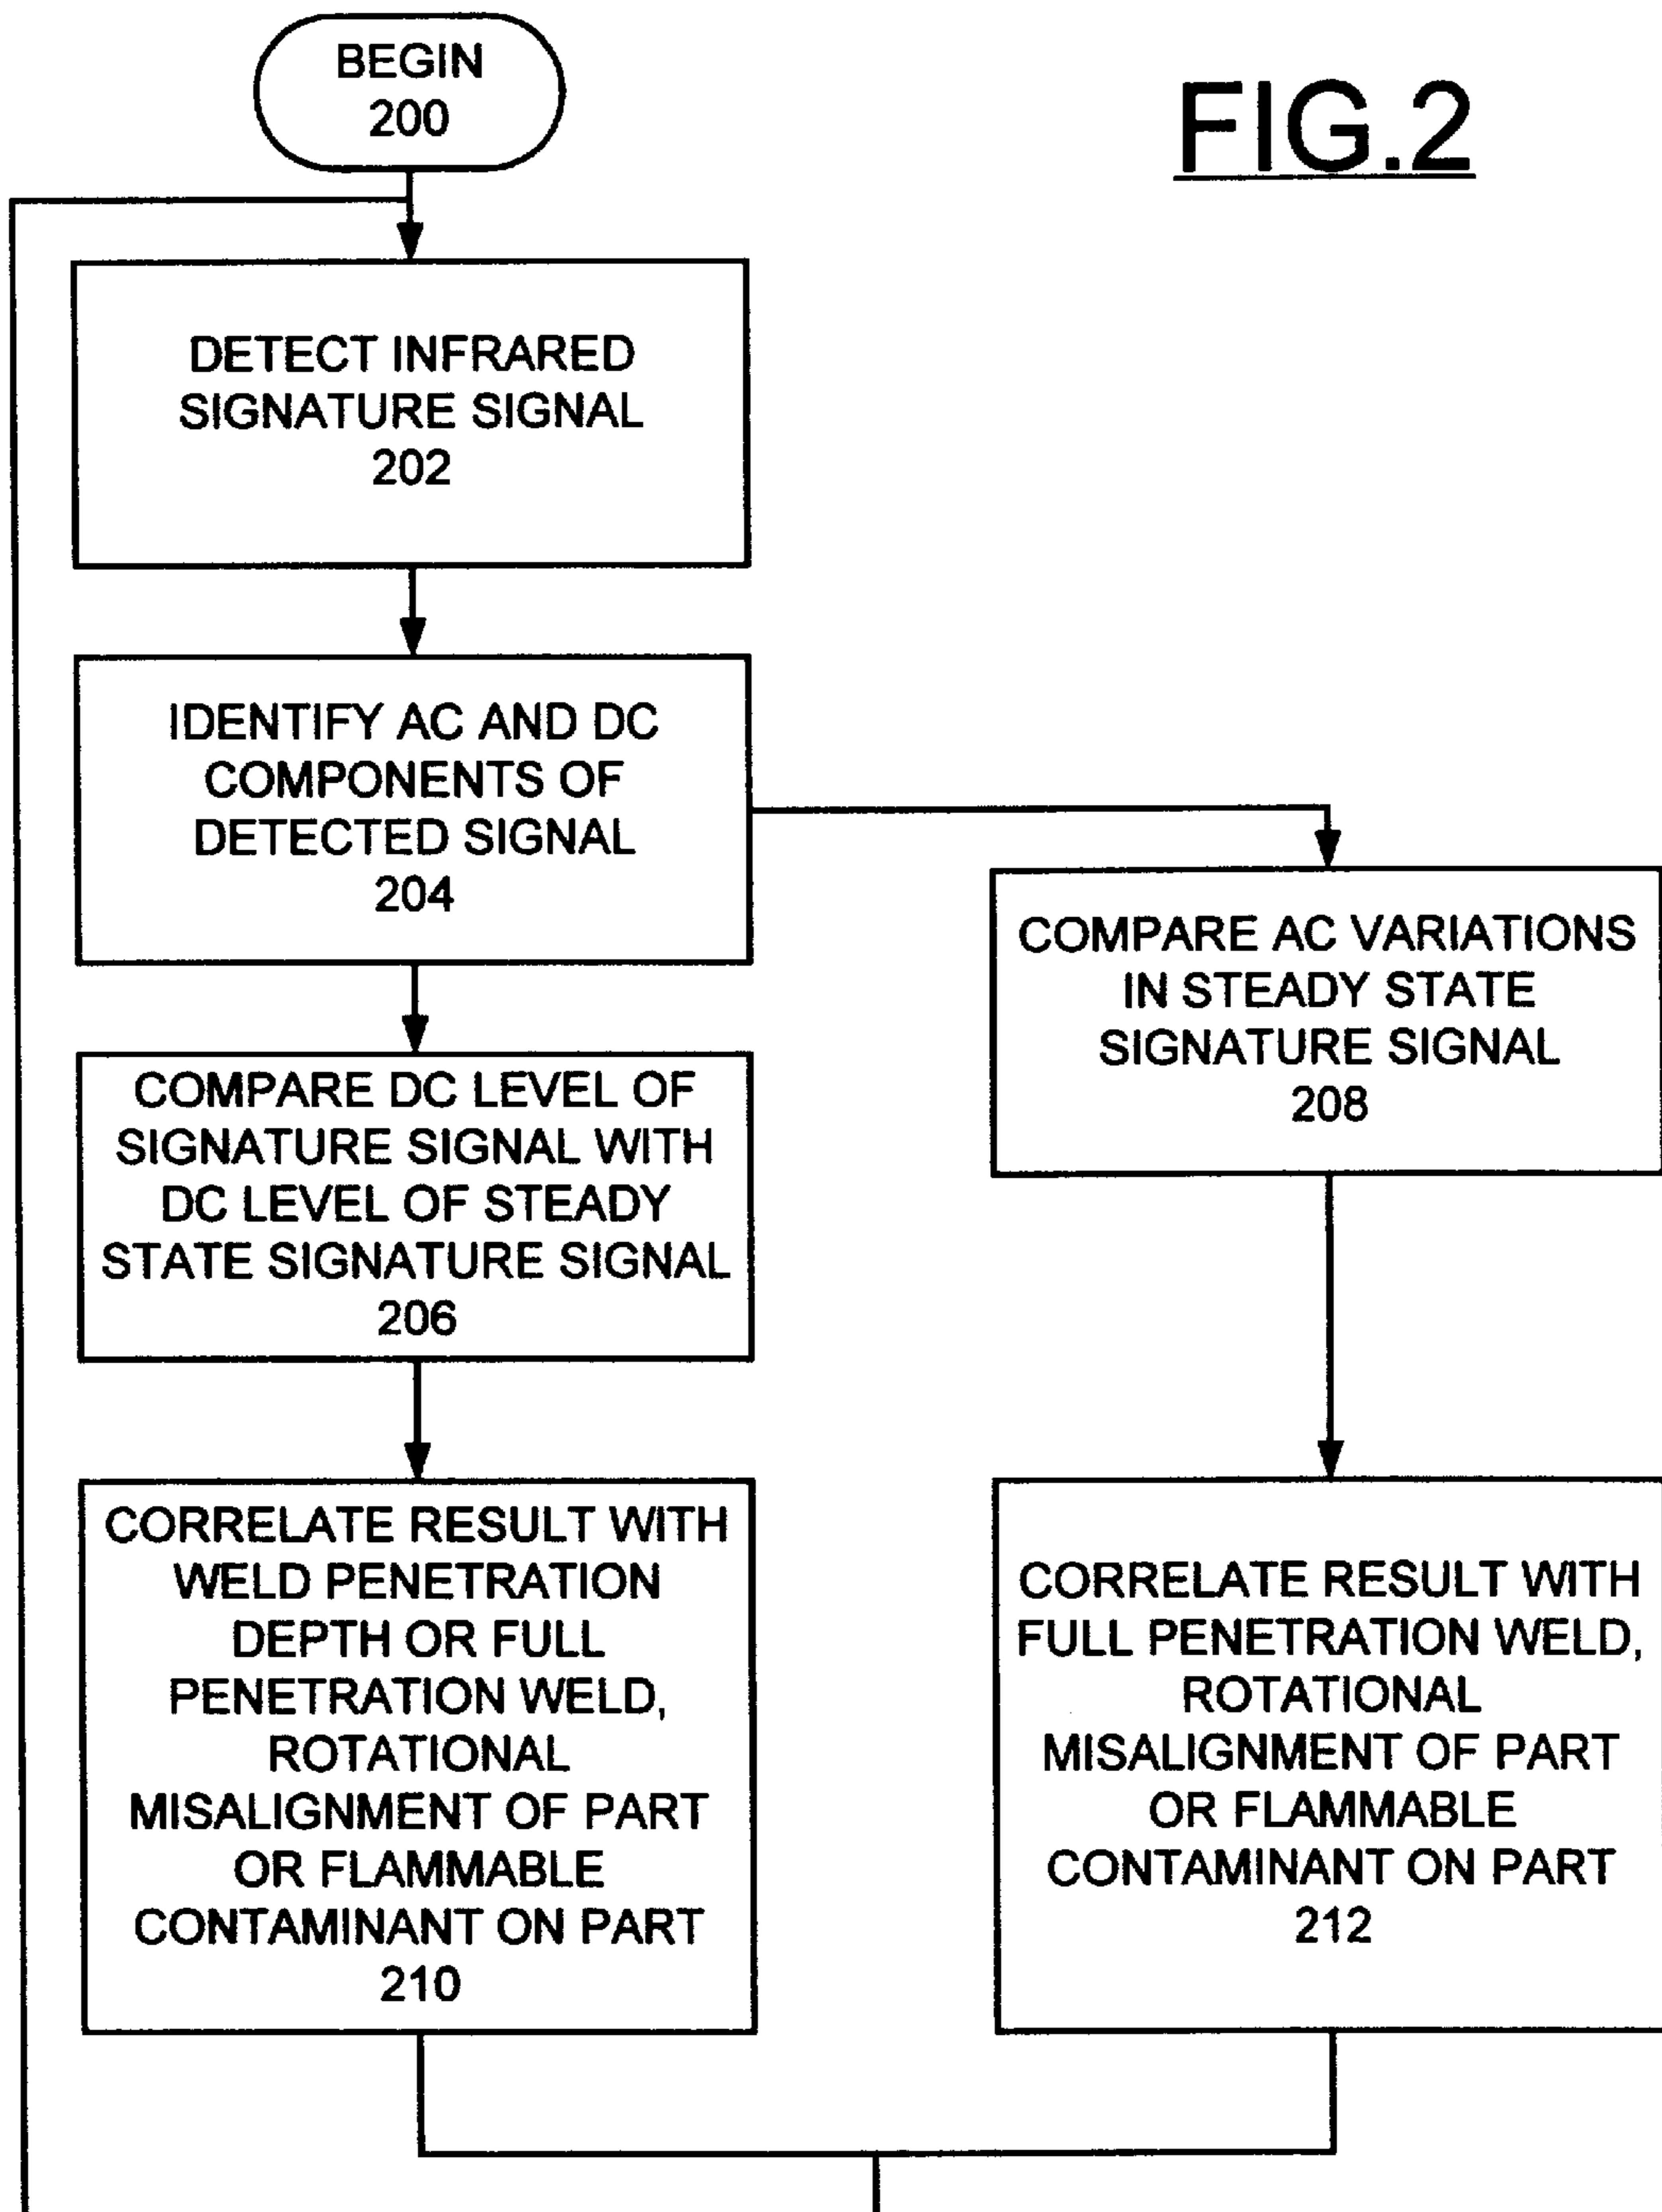 BEGIN
200
FIG.2
DETECT INFRARED
SIGNATURE SIGNAL
202
IDENTIFY AC AND DC
COMPONENTS OF
DETECTED SIGNAL
204
COMPARE AC VARIATIONS
IN STEADY STATE
SIGNATURE SIGNAL
208
COMPARE DC LEVEL OF
SIGNATURE SIGNAL WITH
DC LEVEL OF STEADY
STATE SIGNATURE SIGNAL
206
CORRELATE RESULT WITH
WELD PENETRATION
DEPTH OR FULL
PENETRATION WELD,
ROTATIONAL
MISALIGNMENT OF PART
OR FLAMMABLE
CONTAMINANT ON PART
210
CORRELATE RESULT WITH
FULL PENETRATION WELD,
ROTATIONAL
MISALIGNMENT OF PART
OR FLAMMABLE
CONTAMINANT ON PART
212